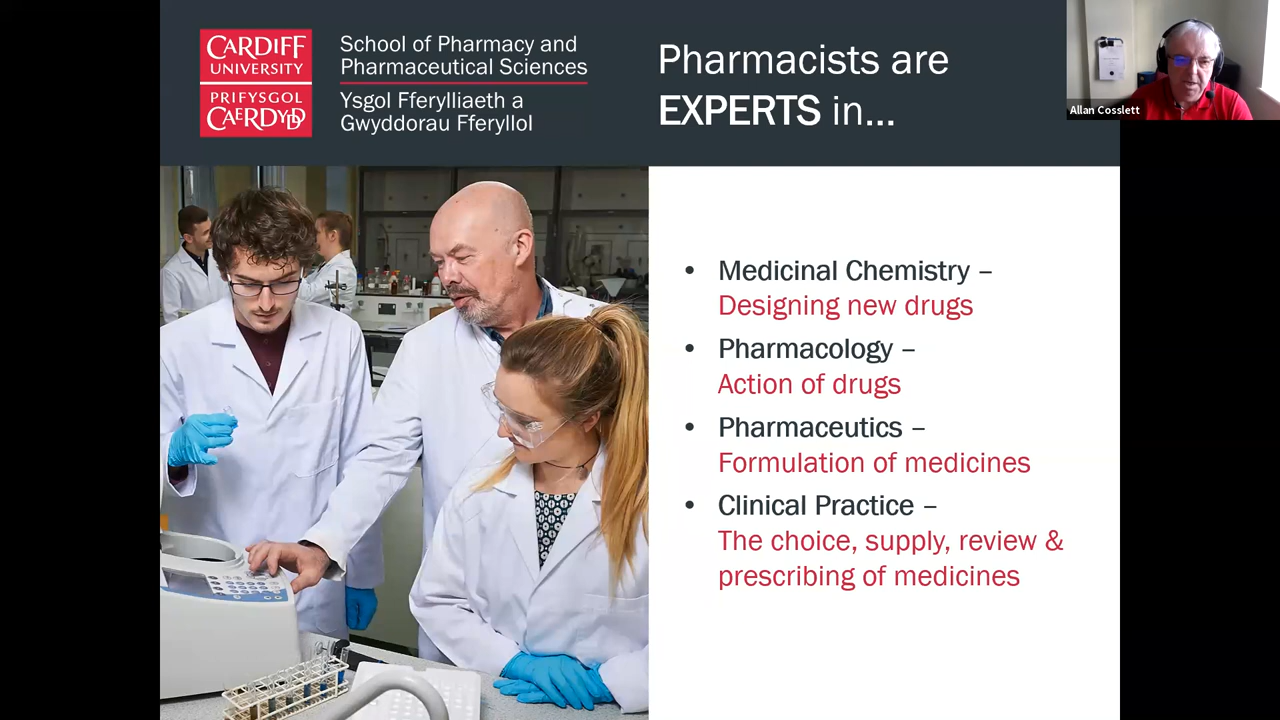 CARDIFF
UNIVERSITY
PRIFYSGOL
CAERDYDD
School of Pharmacy and
Pharmaceutical Sciences
Ysgol Fferylliaeth a
Gwyddorau Fferyllol
Pharmacists are
EXPERTS in...
Allan Cosslett
• Medicinal Chemistry –
Designing new drugs
• Pharmacology –
Action of drugs
• Pharmaceutics –
Formulation of medicines
• Clinical Practice –
The choice, supply, review &
prescribing of medicines